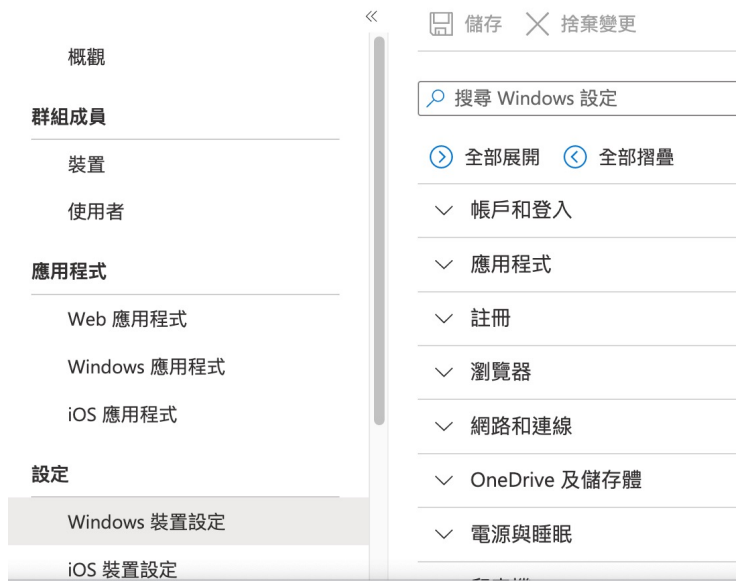 概觀
群組成員
裝置
使用者
應用程式
Web 應用程式
Windows 應用程式
iOS 應用程式
設定
Windows 裝置設定
iOS 裝置設定
儲存 捨棄變更
搜尋 Windows 設定
全部展開 全部摺疊
帳戶和登入
應用程式
註冊
瀏覽器
網路和連線
OneDrive 及儲存體
電源與睡眠